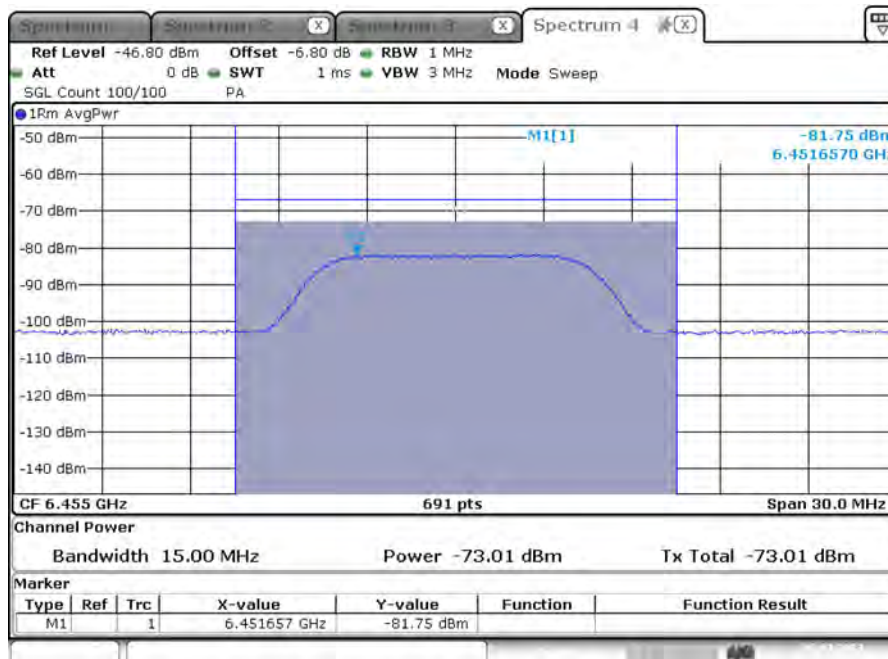 Spectrum 2 X Spectrum 3 X Spectrum 4 X
Ref Level -46.80 dBm Offset -6.80 dB RBW 1 MHz
Att 0 dB SWT 1 ms VBW 3 MHz Mode Sweep
SGL Count 100/100 PA
1Rm AvgPwr
-50 dBm M1[1] -81.75 dBm
6.4516570 GHz
-60 dBm
-70 dBm
-80 dBm
-90 dBm
-100 dBm
-110 dBm
-120 dBm
-130 dBm
-140 dBm
CF 6.455 GHz 691 pts Span 30.0 MHz
Channel Power
Bandwidth 15.00 MHz Power -73.01 dBm Tx Total -73.01 dBm
Marker
Type Ref Trc X-value Y-value Function Function Result
M1 1 6.451657 GHz -81.75 dBm